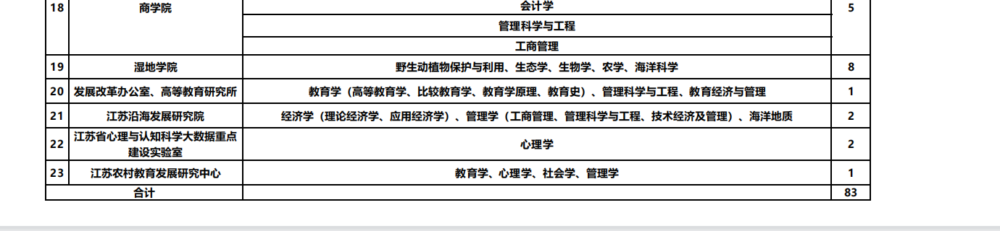 18 商学院 会计学 5
管理科学与工程
工商管理
19 湿地学院 野生动植物保护与利用、生态学、生物学、农学、海洋科学 8
20 发展改革办公室、高等教育研究所 教育学（高等教育学、比较教育学、教育学原理、教育史）、管理科学与工程、教育经济与管理 1
21 江苏沿海发展研究院 经济学（理论经济学、应用经济学）、管理学（工商管理、管理科学与工程、技术经济及管理）、海洋地质 2
22 江苏省心理与认知科学大数据重点
建设实验室 心理学 2
23 江苏农村教育发展研究中心 教育学、心理学、社会学、管理学 1
合计 83